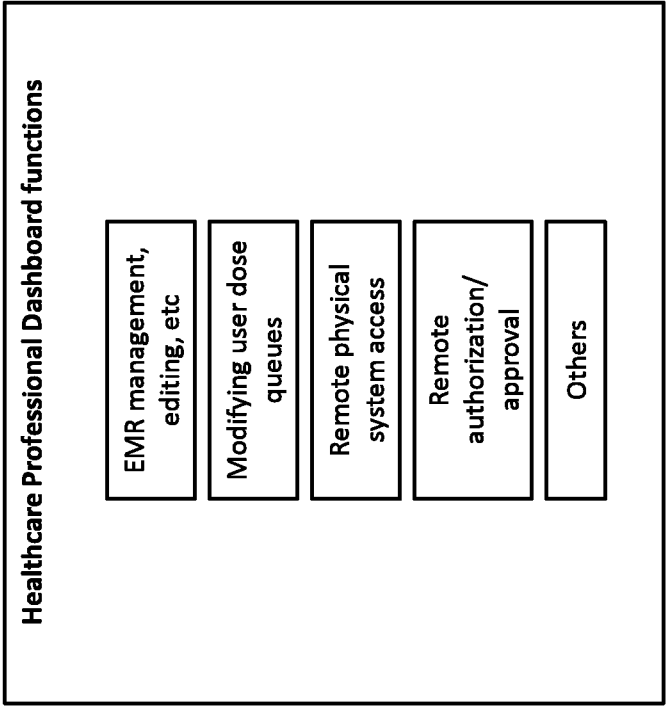 Healthcare Professional Dashboard functions
EMR management,
editing, etc
Modifying user dose
queues
Remote physical
system access
Remote
authorization/
approval
Others